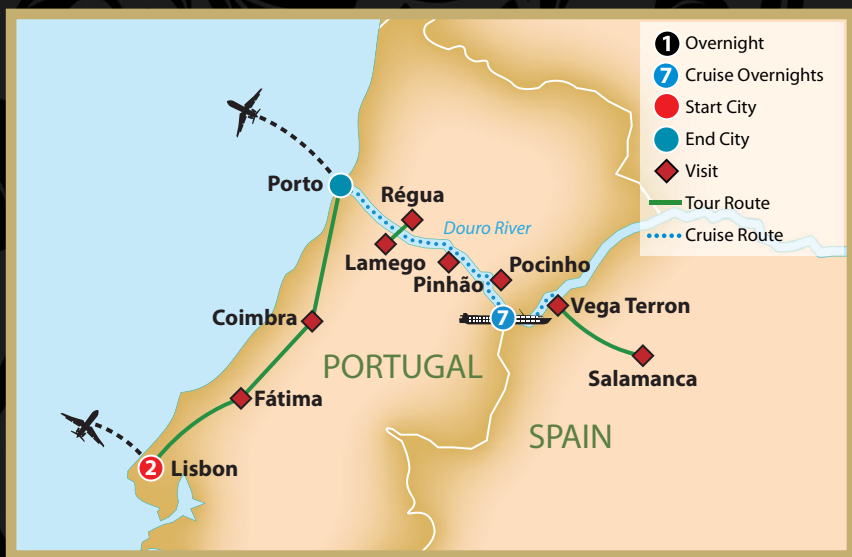 1 Overnight
7 Cruise Overnights
Start City
End City
Visit
Tour Route
Cruise Route
Porto
Régua
Douro River
Lamego
Pinhão
Pocinho
7
Vega Terron
Coimbra
PORTUGAL
Salamanca
Fátima
SPAIN
2 Lisbon